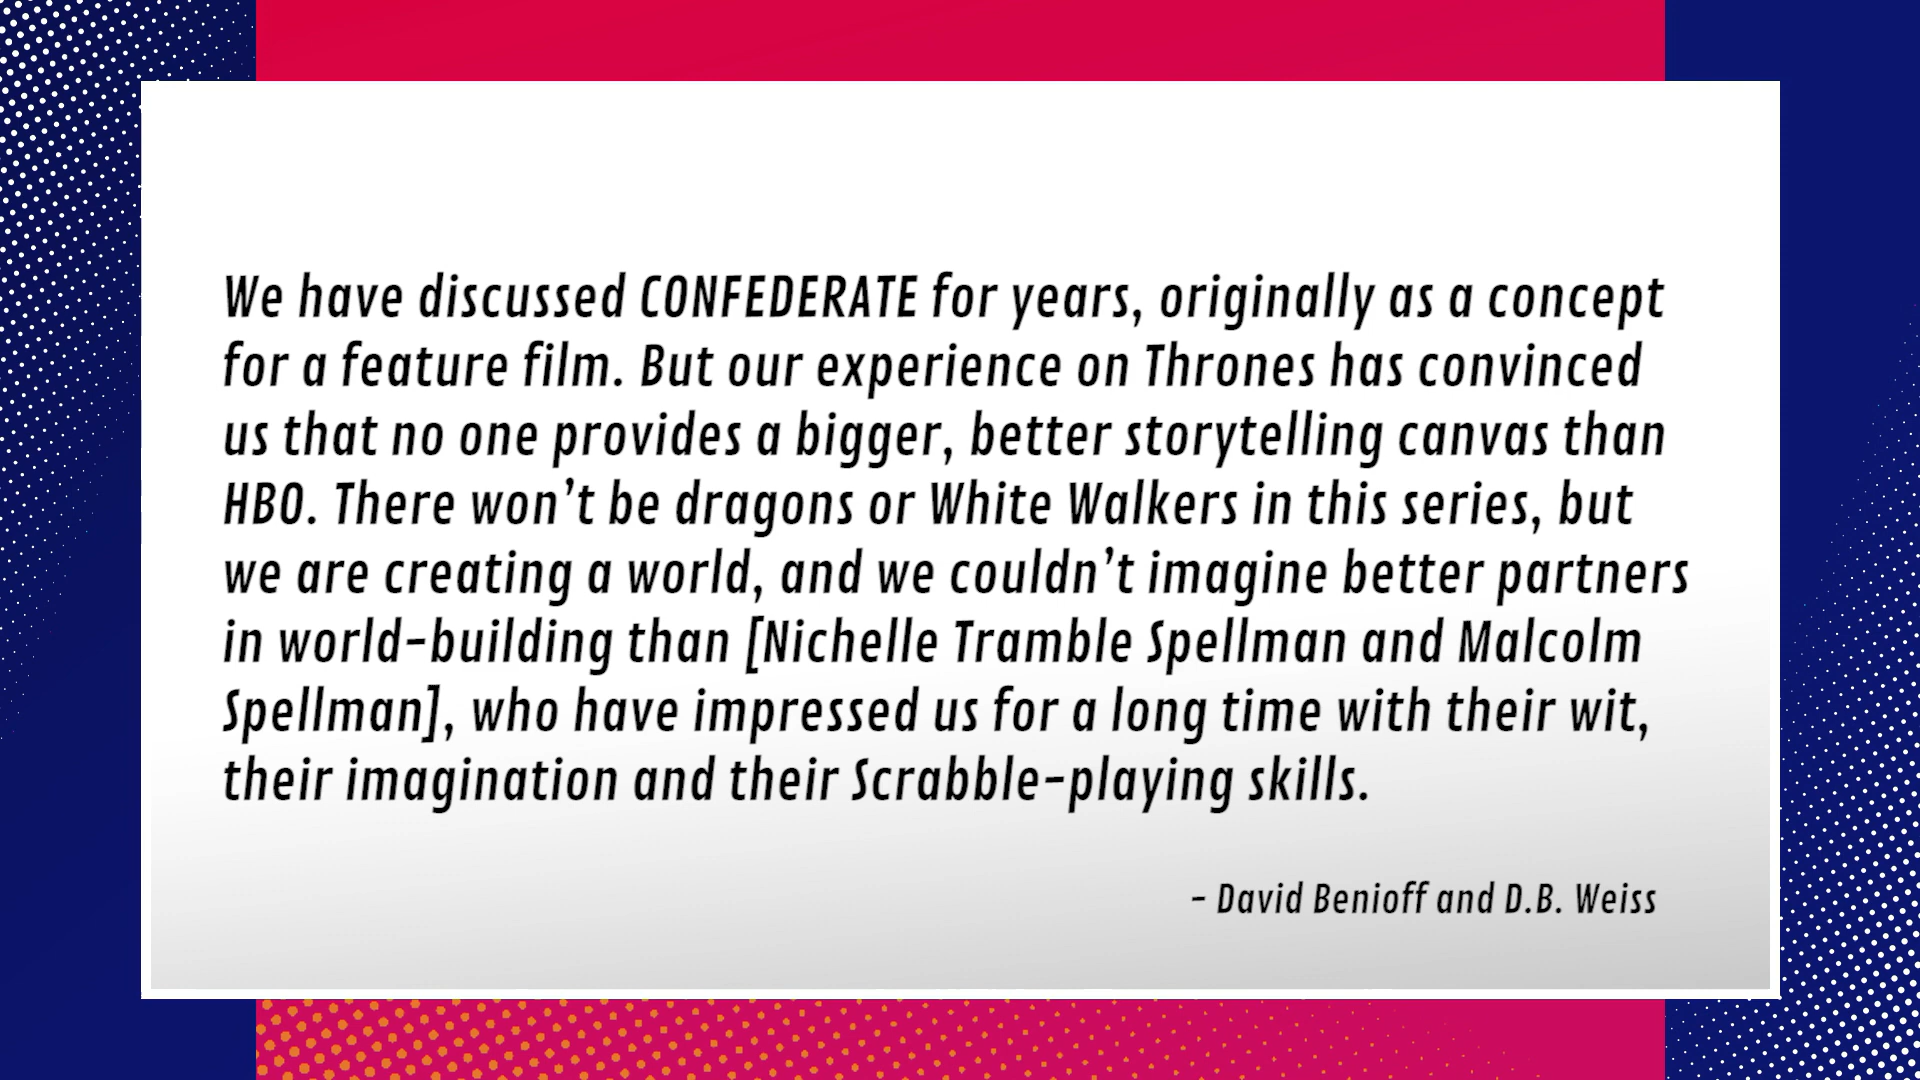 We have discussed CONFEDERATE for years, originally as a concept
for a feature film. But our experience on Thrones has convinced
us that no one provides a bigger, better storytelling canvas than
HBO. There won’t be dragons or White Walkers in this series, but
we are creating a world, and we couldn’t imagine better partners
in world-building than [Nichelle Tramble Spellman and Malcolm
Spellman], who have impressed us for a long time with their wit,
their imagination and their Scrabble-playing skills.
- David Benioff and D.B. Weiss